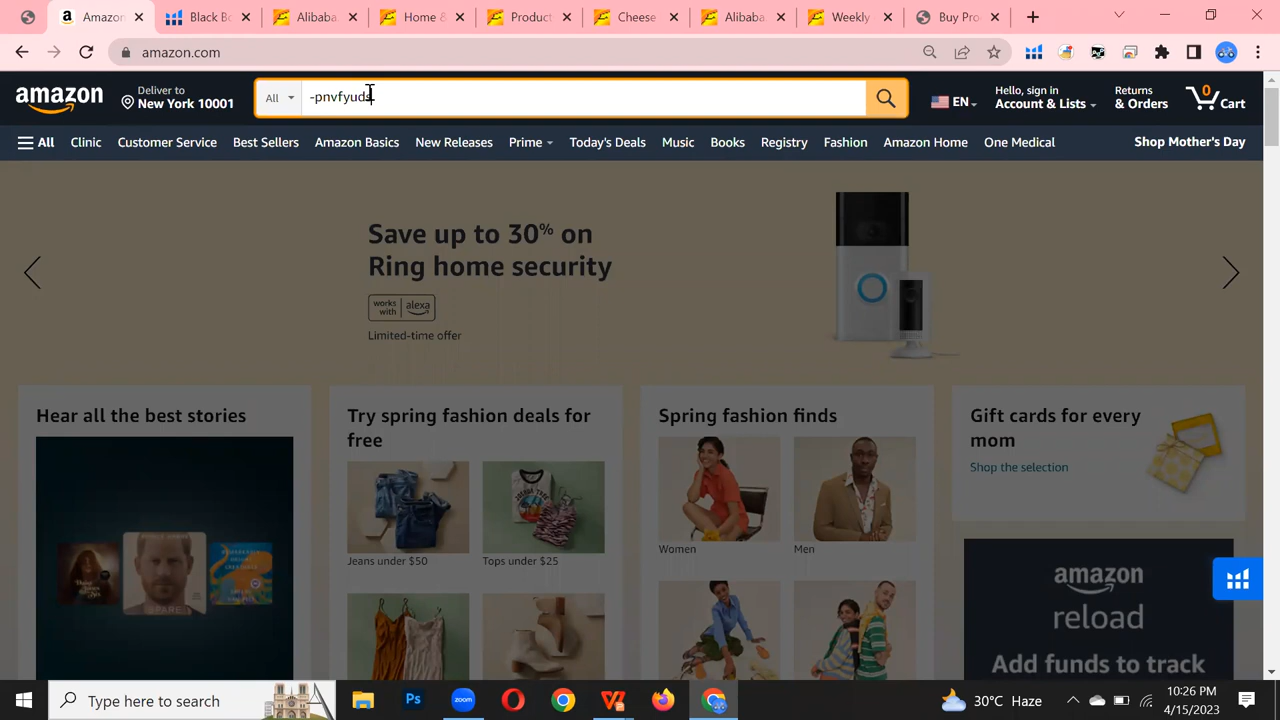 Amazon
Black B
Alibaba
Home &
Product
Cheese
Alibaba.
Weekly
Buy Pro
amazon.com
amazon
Deliver to
New York 10001
All
-pnvfyuds
EN
Hello, sign in
Account & Lists
Returns
& Orders
0
Cart
All
Clinic
Customer Service
Best Sellers
Amazon Basics
New Releases
Prime
Today's Deals
Music
Books
Registry
Fashion
Amazon Home
One Medical
Shop Mother's Day
Save up to 30% on
Ring home security
works with alexa
Limited-time offer
Hear all the best stories
SPARE
Try spring fashion deals for
free
Jeans under $50
Tops under $25
Spring fashion finds
Women
Men
Gift cards for every
mom
Shop the selection
amazon
reload
Add funds to track
Type here to search
Ps
zoom
30°C Haze
10:26 PM
4/15/2023